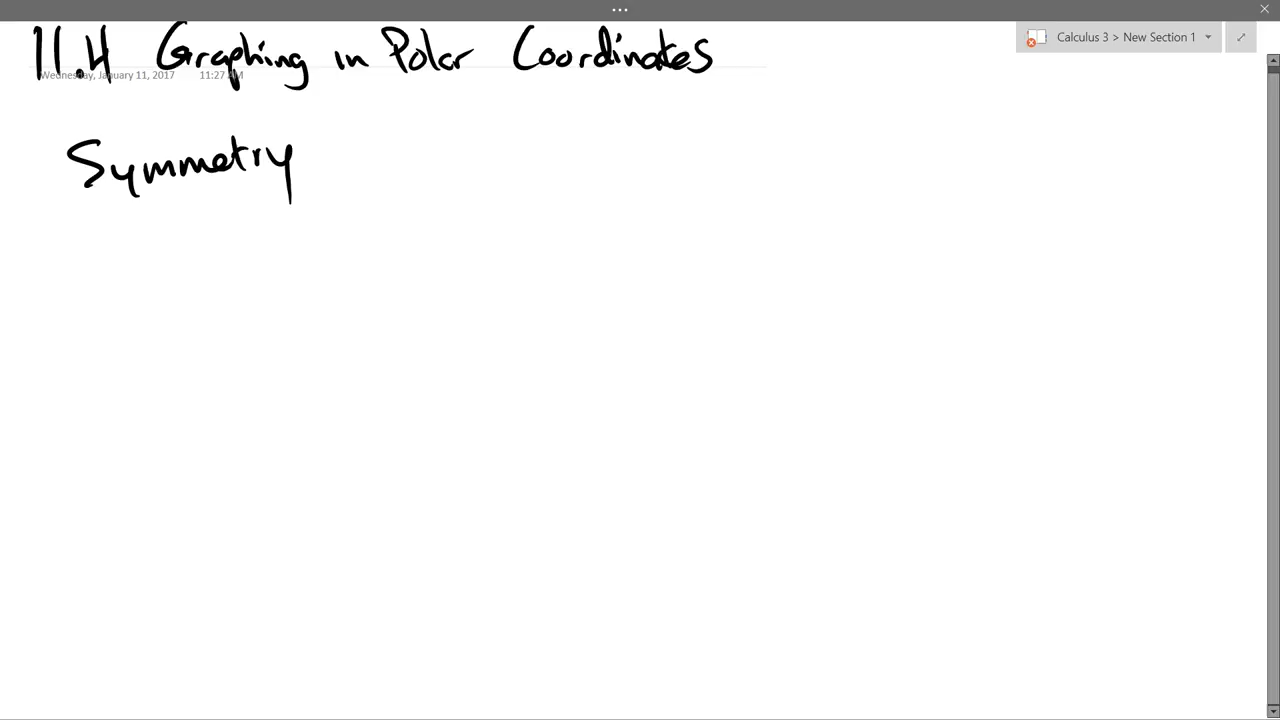 11.4 Graphing in Polar Coordinates
Calculus 3 > New Section 1
Wednesday, January 11, 2017 11:27 AM
Symmetry